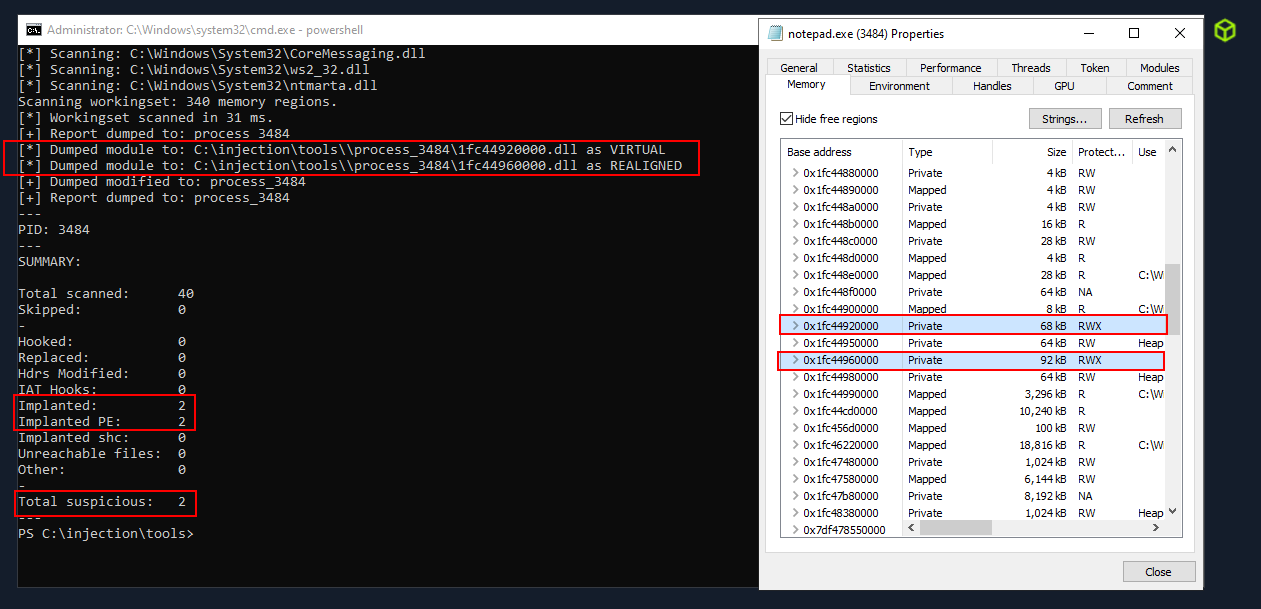 Administrator: C:\Windows\system32\cmd.exe - powershell
[*] Scanning: C:\Windows\System32\CoreMessaging.dll
[*] Scanning: C:\Windows\System32\ws2_32.dll
[*] Scanning: C:\Windows\System32\ntmarta.dll
Scanning workingset: 340 memory regions.
[*] Workingset scanned in 31 ms.
[+] Report dumped to: process_3484
[*] Dumped module to: C:\injection\tools\\process_3484\1fc44920000.dll as VIRTUAL
[*] Dumped module to: C:\injection\tools\\process_3484\1fc44960000.dll as REALIGNED
[+] Dumped modified to: process_3484
[+] Report dumped to: process_3484
---
PID: 3484
---
SUMMARY:
Total scanned: 40
Skipped: 0
-
Hooked: 0
Replaced: 0
Hdrs Modified: 0
IAT Hooks: 0
Implanted: 2
Implanted PE: 2
Implanted shc: 0
Unreachable files: 0
Other: 0
-
Total suspicious: 2
---
PS C:\injection\tools>
notepad.exe (3484) Properties
General Statistics Performance Threads Token Modules
Memory Environment Handles GPU Comment
Hide free regions Strings... Refresh
Base address Type Size Protect... Use
0x1fc44880000 Private 4 kB RW
0x1fc44890000 Mapped 4 kB RW
0x1fc448a0000 Private 4 kB RW
0x1fc448b0000 Mapped 16 kB R
0x1fc448c0000 Private 28 kB RW
0x1fc448d0000 Mapped 4 kB R
0x1fc448e0000 Mapped 28 kB R C:\W
0x1fc448f0000 Private 64 kB NA
0x1fc44900000 Mapped 8 kB R C:\W
0x1fc44920000 Private 68 kB RWX
0x1fc44950000 Private 64 kB RW Heap
0x1fc44960000 Private 92 kB RWX
0x1fc44980000 Private 64 kB RW Heap
0x1fc44990000 Mapped 3,296 kB R C:\W
0x1fc44cd0000 Mapped 10,240 kB R
0x1fc456d0000 Mapped 100 kB RW
0x1fc46220000 Mapped 18,816 kB R C:\W
0x1fc47480000 Private 1,024 kB RW
0x1fc47580000 Mapped 6,144 kB RW
0x1fc47b80000 Private 8,192 kB NA
0x1fc48380000 Private 1,024 kB RW Heap
0x7df478550000
Close